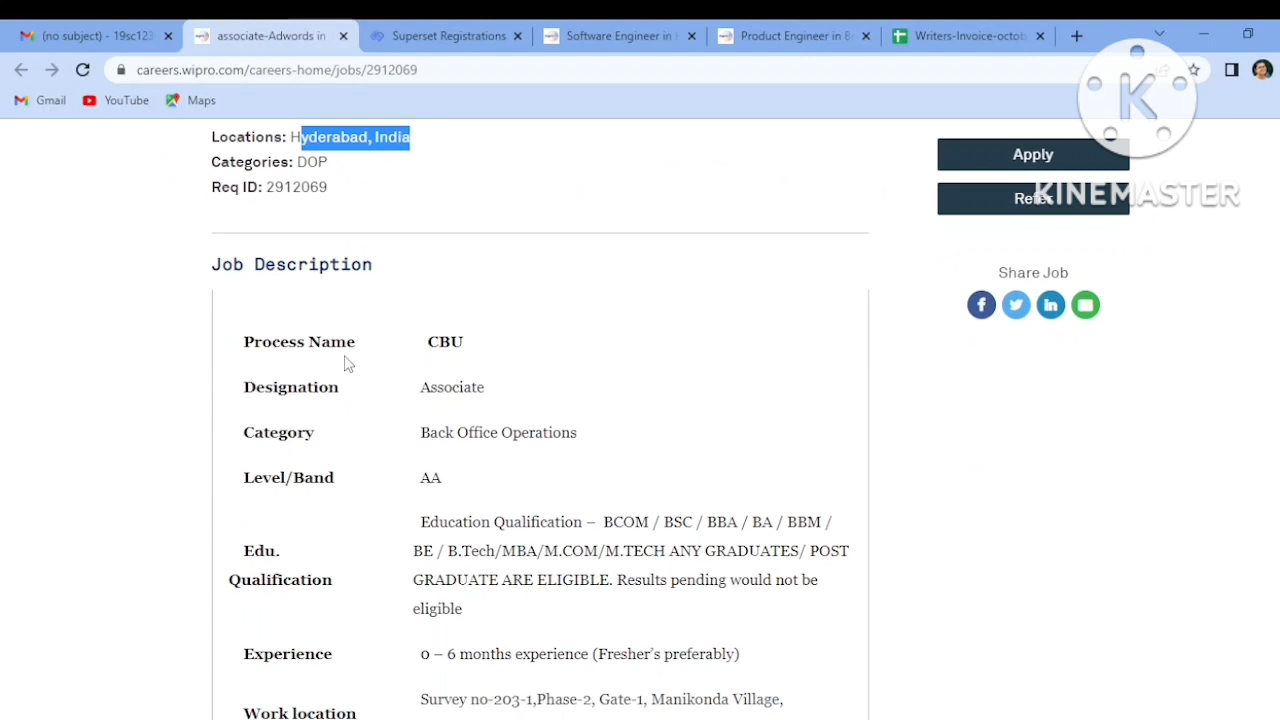 (no subject) - 19sc123
associate-Adwords in
Superset Registrations
Software Engineer in
Product Engineer in B
Writers-Invoice-octob
careers.wipro.com/careers-home/jobs/2912069
Gmail
YouTube
Maps
Locations: Hyderabad, India
Categories: DOP
Req ID: 2912069
Apply
Refer
K
KINEMASTER
Share Job
Job Description
Process Name CBU
Designation Associate
Category Back Office Operations
Level/Band AA
Edu. Qualification
Education Qualification – BCOM / BSC / BBA / BA / BBM /
BE / B.Tech/MBA/M.COM/M.TECH ANY GRADUATES/ POST
GRADUATE ARE ELIGIBLE. Results pending would not be
eligible
Experience 0 – 6 months experience (Fresher's preferably)
Work location
Survey no-203-1,Phase-2, Gate-1, Manikonda Village,